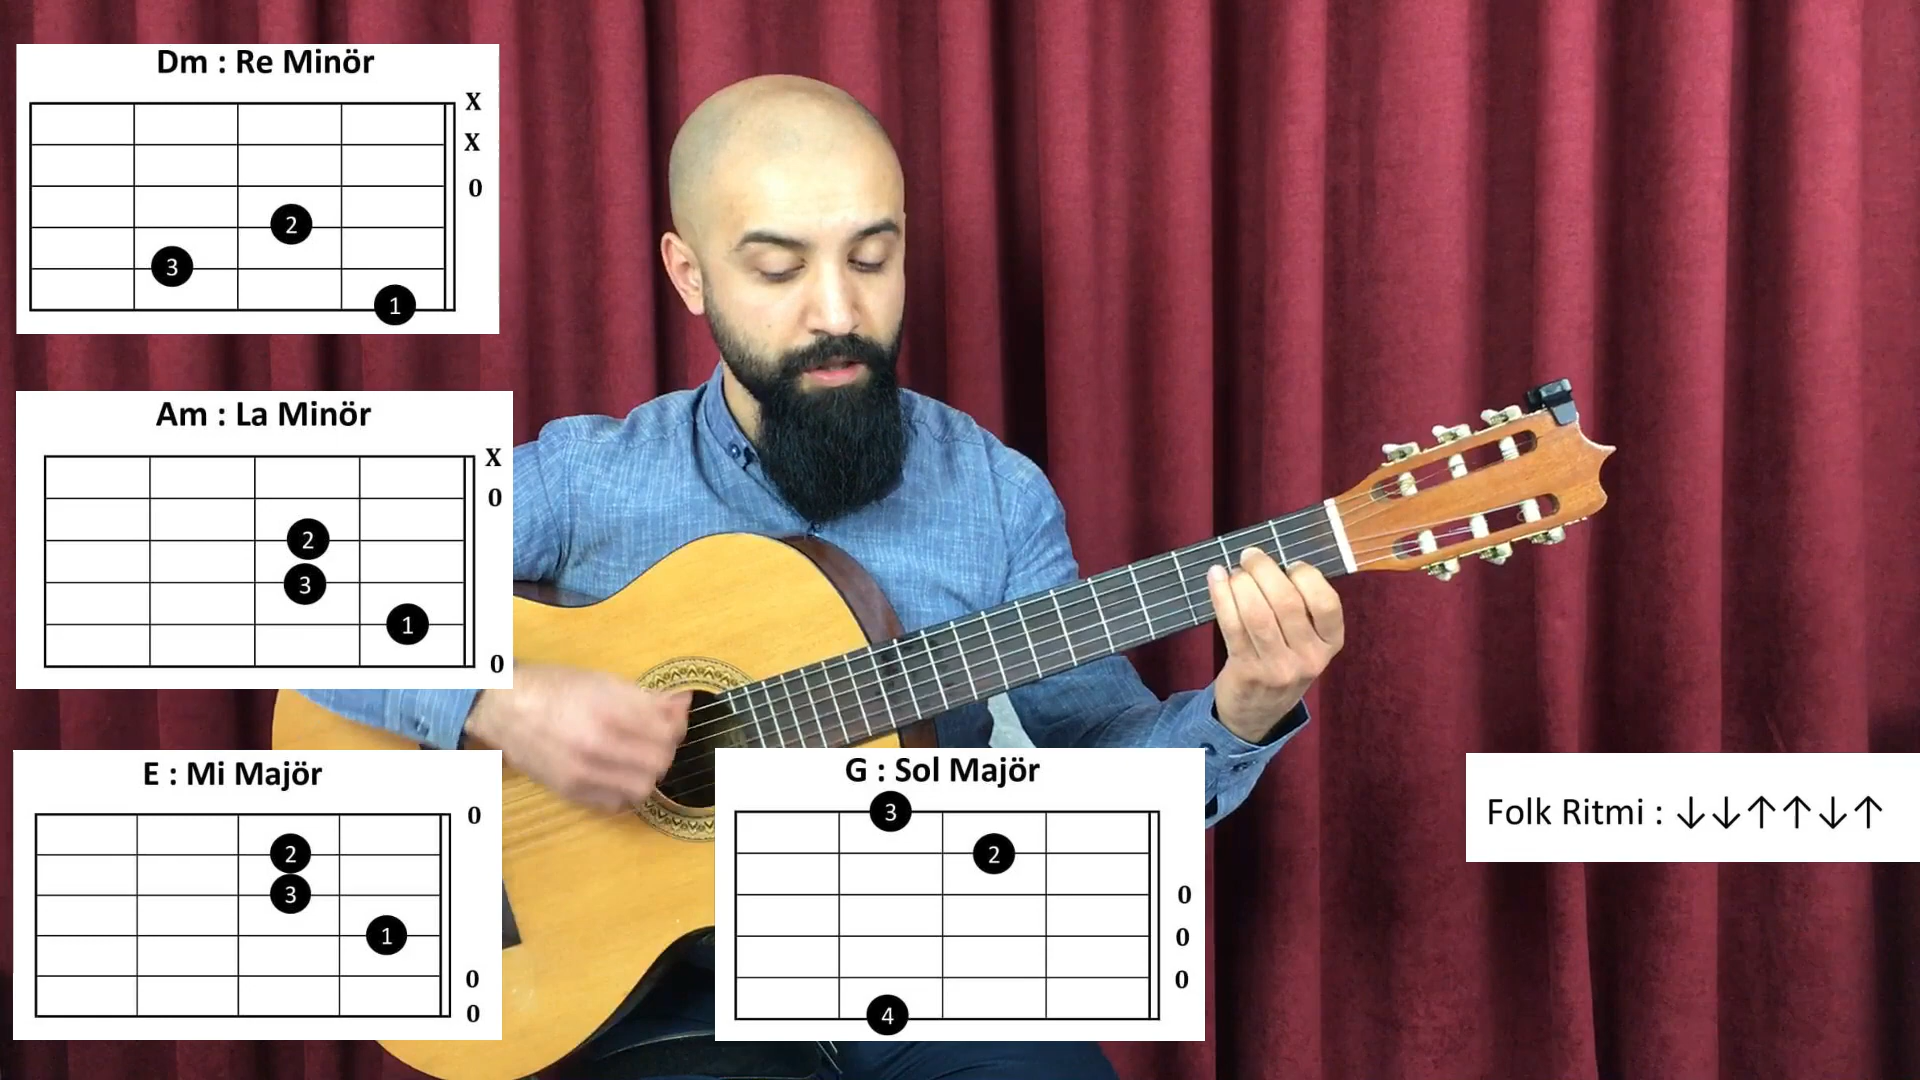 Dm : Re Minör
X
X
0
2
3
1
Am : La Minör
X
0
2
3
1
0
E : Mi Majör
0
2
3
1
0
0
G : Sol Majör
3
2
0
0
0
4
Folk Ritmi : ↓↓↑↑↓↑